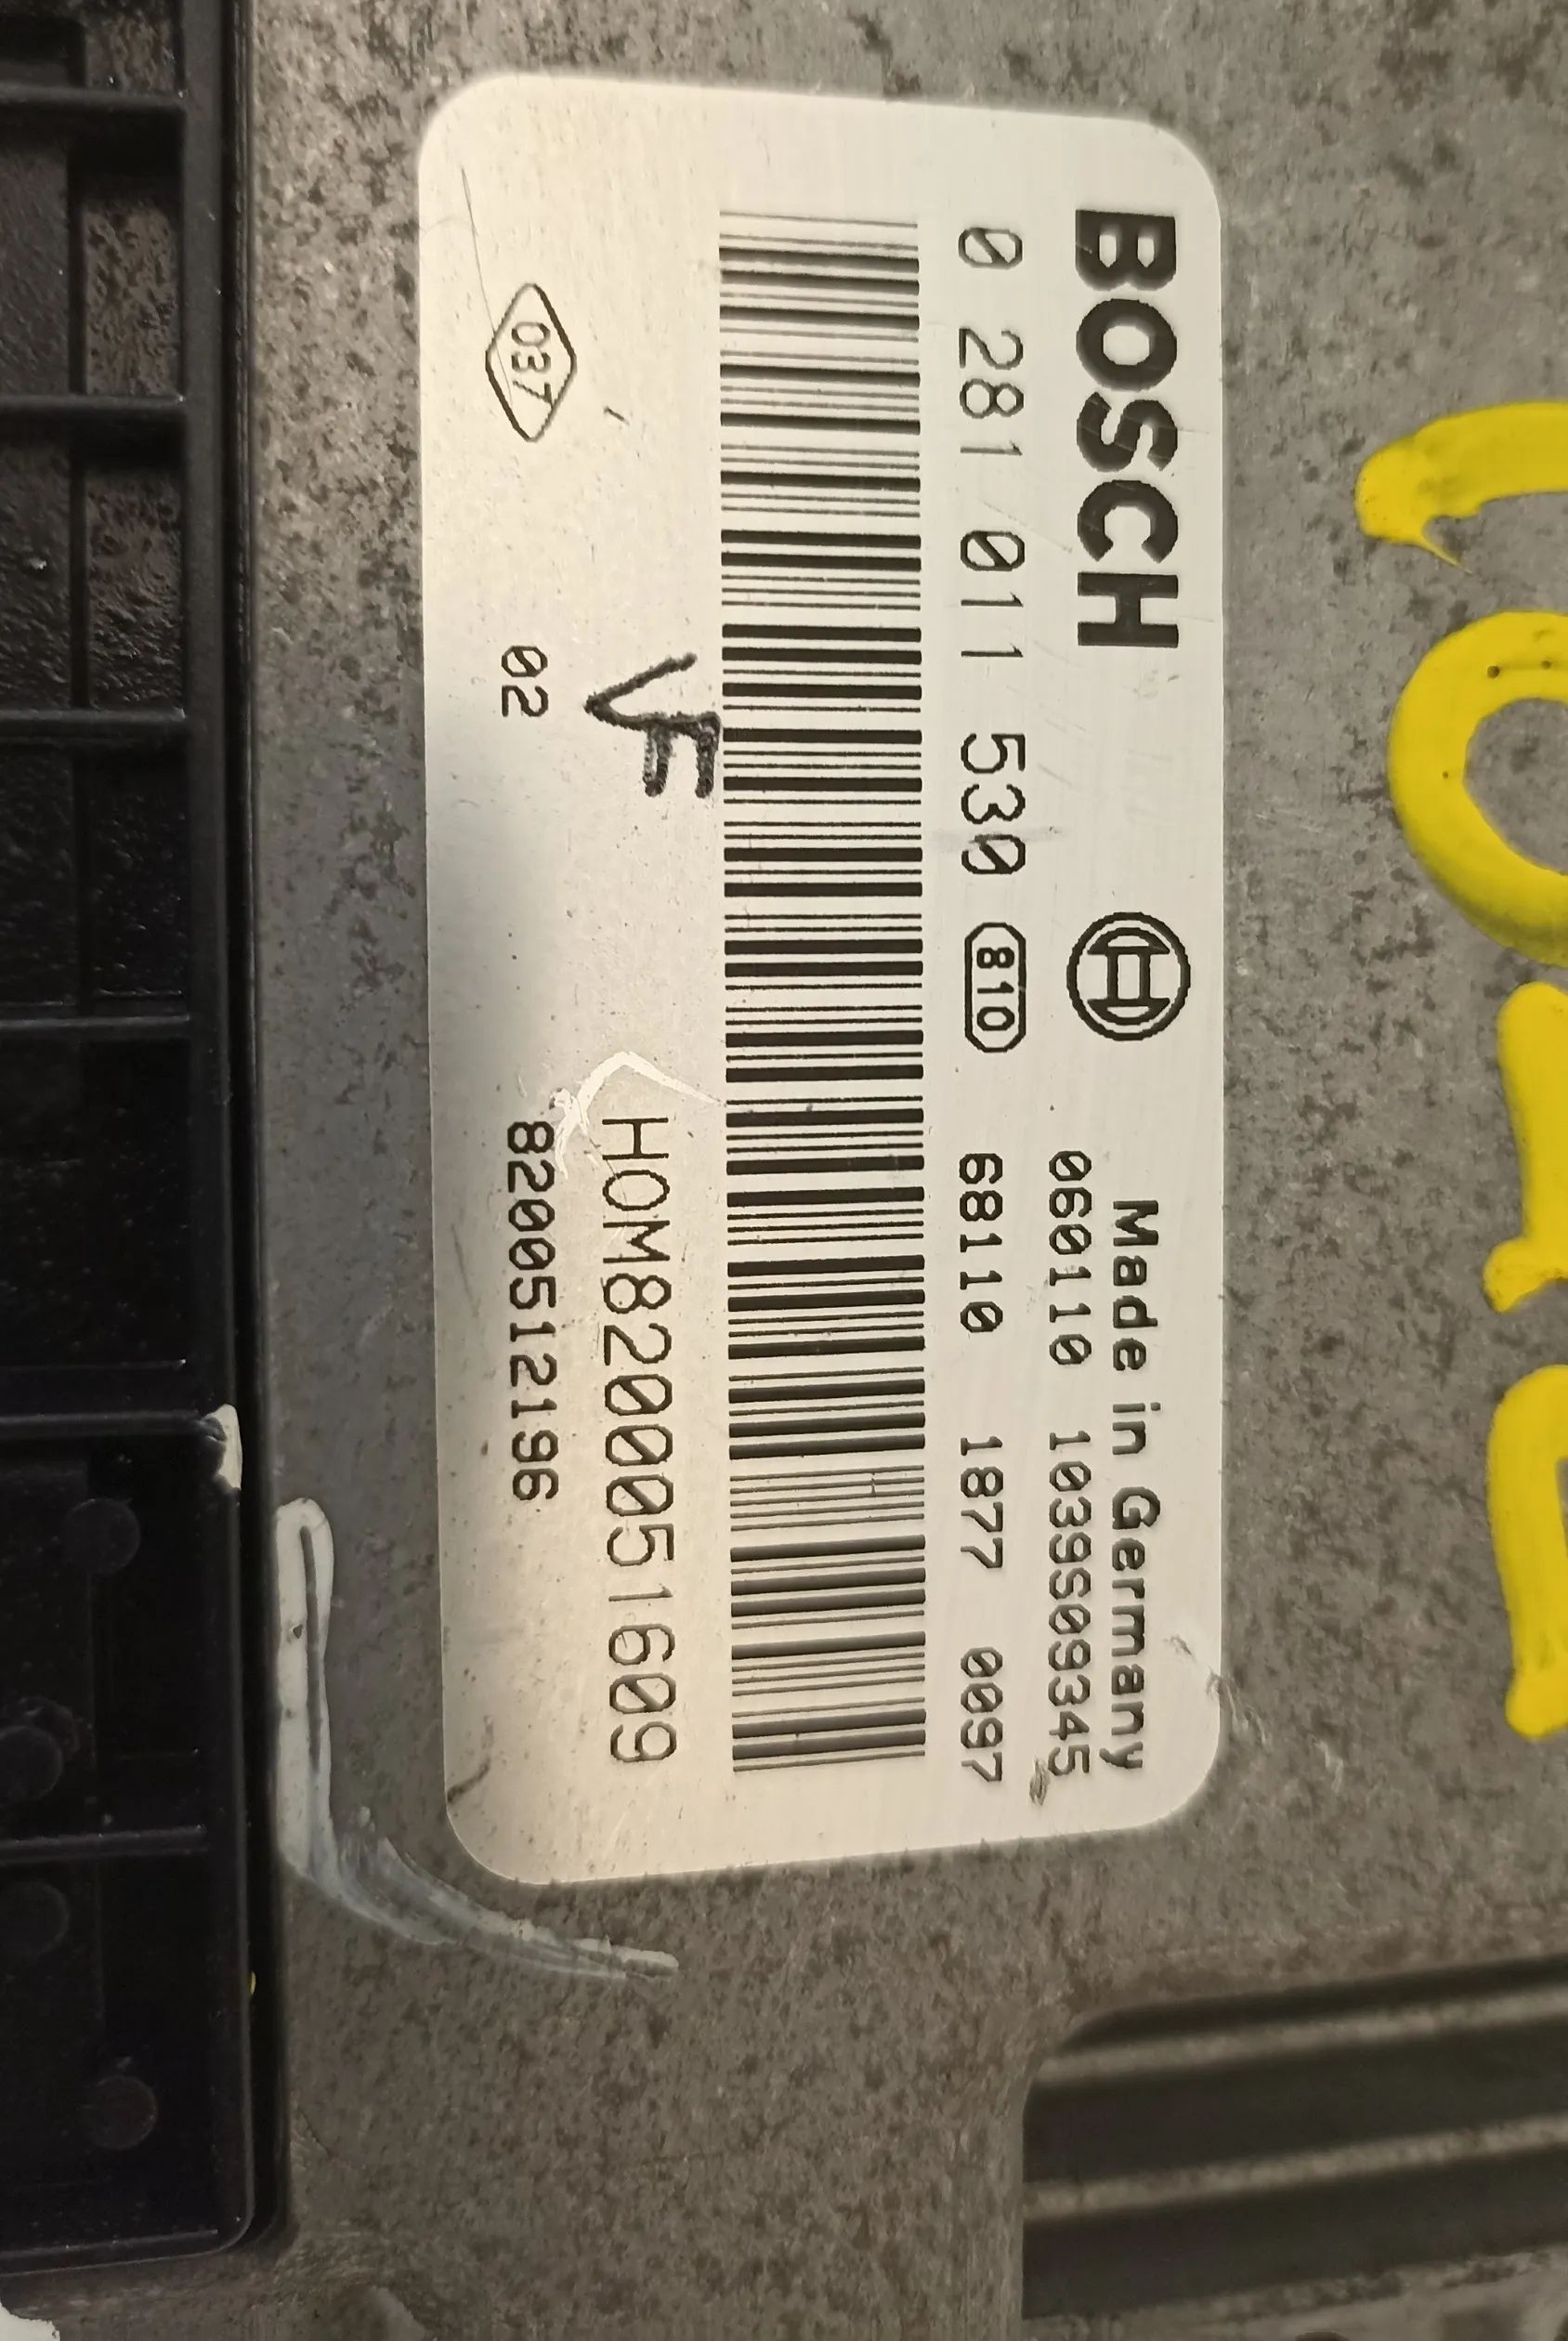 BOSCH
Made in Germany
060110 1039S09345
0 281 011 530 810 68110 1877 0097
VF
HOM8200051609
037 02 8200512196